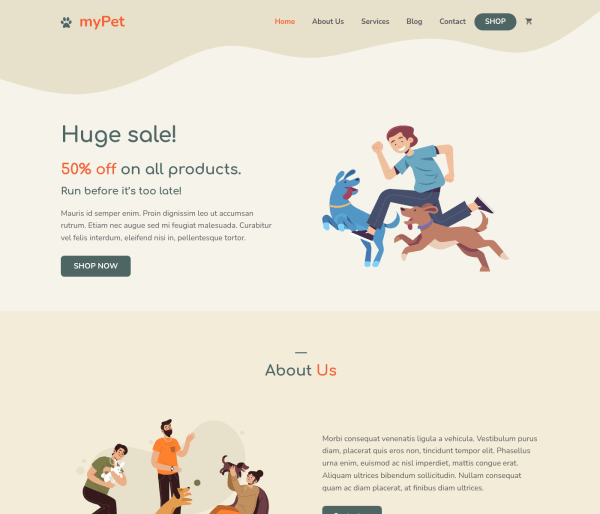 myPet
Home About Us Services Blog Contact SHOP
Huge sale!
50% off on all products.
Run before it's too late!
Mauris id semper enim. Proin dignissim leo ut accumsan
rutrum. Etiam nec augue sed mi feugiat malesuada. Curabitur
vel felis interdum, eleifend nisi in, pellentesque tortor.
SHOP NOW
About Us
Morbi consequat venenatis ligula a vehicula. Vestibulum purus
diam, placerat quis eros non, tincidunt tempor elit. Phasellus
urna enim, euismod ac nisl imperdiet, mattis congue erat.
Aliquam ultrices bibendum sollicitudin. Nullam consequat
quam ac diam placerat, at finibus diam ultrices.